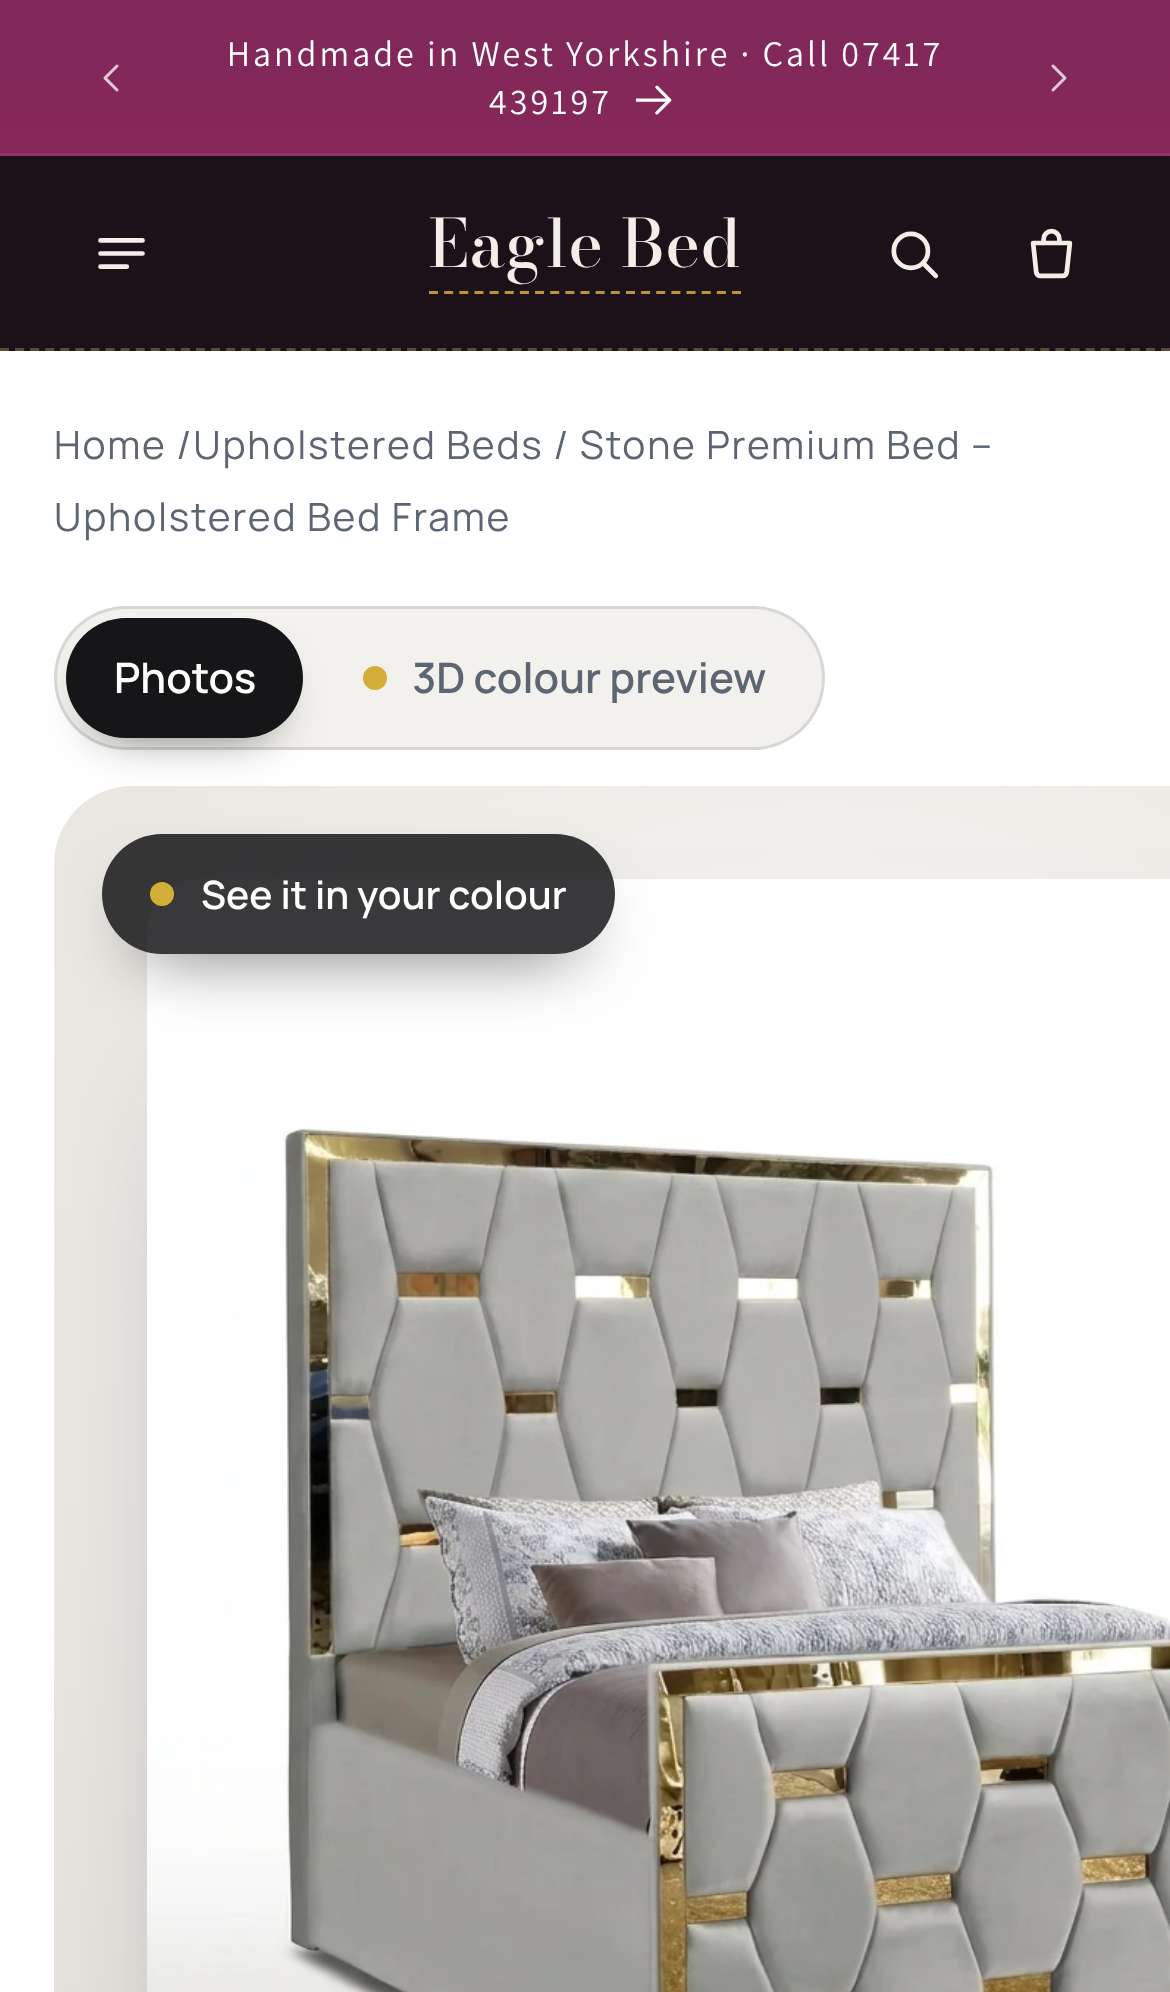 Handmade in West Yorkshire · Call 07417
439197 →
Eagle Bed
Home /Upholstered Beds / Stone Premium Bed –
Upholstered Bed Frame
Photos
3D colour preview
See it in your colour